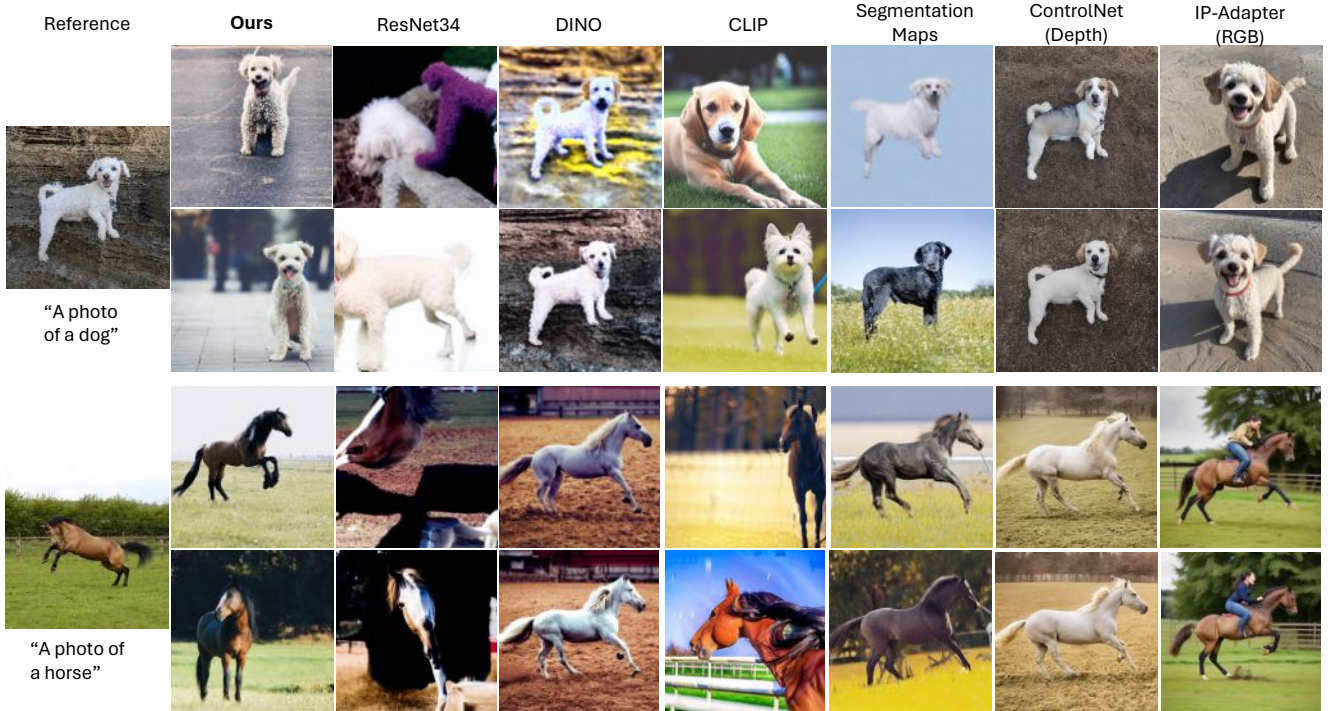 Reference
Ours
ResNet34
DINO
CLIP
Segmentation
Maps
ControlNet
(Depth)
IP-Adapter
(RGB)
“A photo
of a dog”
“A photo of
a horse”